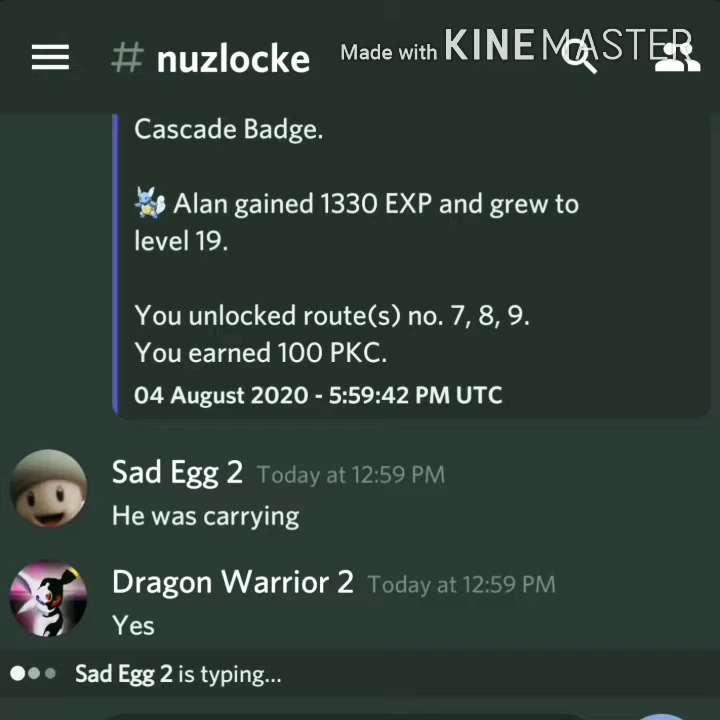 # nuzlocke
Made with KINEMASTER
Cascade Badge.
Alan gained 1330 EXP and grew to
level 19.
You unlocked route(s) no. 7, 8, 9.
You earned 100 PKC.
04 August 2020 - 5:59:42 PM UTC
Sad Egg 2 Today at 12:59 PM
He was carrying
Dragon Warrior 2 Today at 12:59 PM
Yes
Sad Egg 2 is typing...